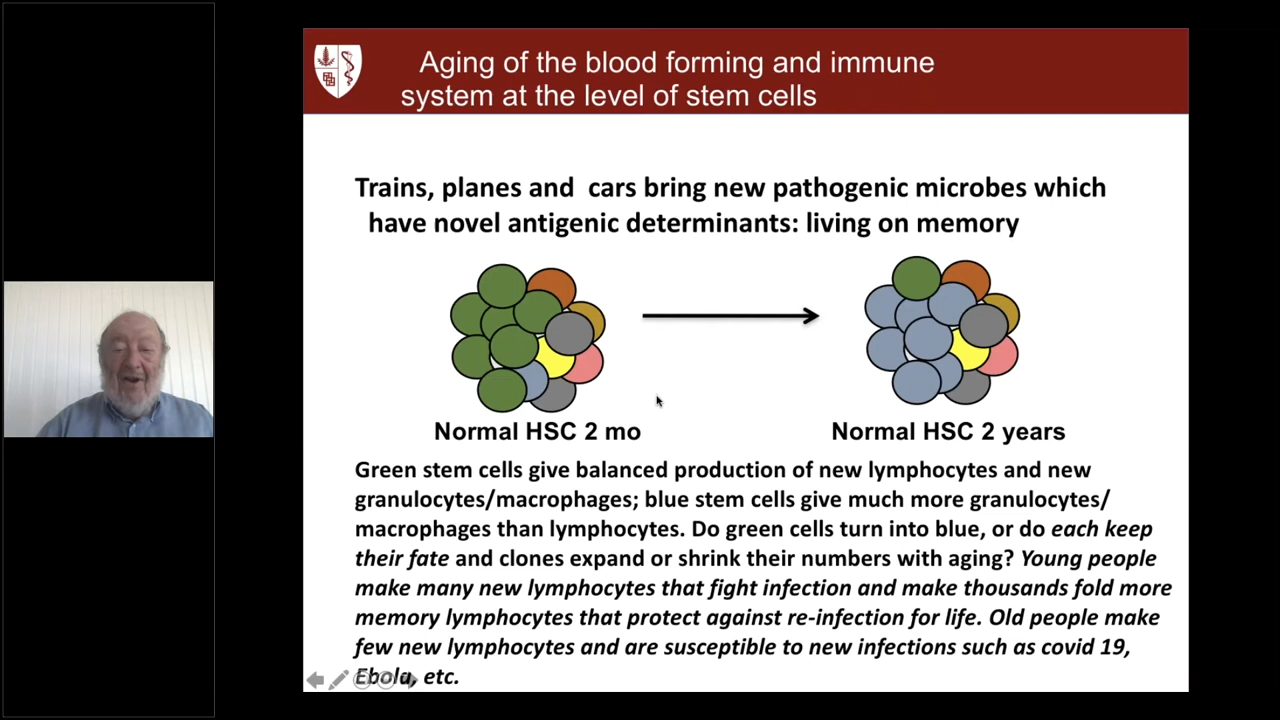 Aging of the blood forming and immune
system at the level of stem cells
Trains, planes and cars bring new pathogenic microbes which
have novel antigenic determinants: living on memory
Normal HSC 2 mo
Normal HSC 2 years
Green stem cells give balanced production of new lymphocytes and new
granulocytes/macrophages; blue stem cells give much more granulocytes/
macrophages than lymphocytes. Do green cells turn into blue, or do each keep
their fate and clones expand or shrink their numbers with aging? Young people
make many new lymphocytes that fight infection and make thousands fold more
memory lymphocytes that protect against re-infection for life. Old people make
few new lymphocytes and are susceptible to new infections such as covid 19,
Ebola, etc.